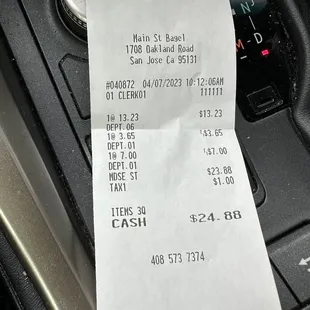 Main St Bagel
1708 Oakland Road
San Jose Ca 95131
#040872 04/07/2023 10:12:06AM
01 CLERK01 111111
1@ 13.23 $13.23
DEPT.06
1@ 3.65 $3.65
DEPT.01
1@ 7.00 $7.00
DEPT.01
MDSE ST $23.88
TAX1 $1.00
ITEMS 3Q
CASH $24.88
408 573 7374
N
M D